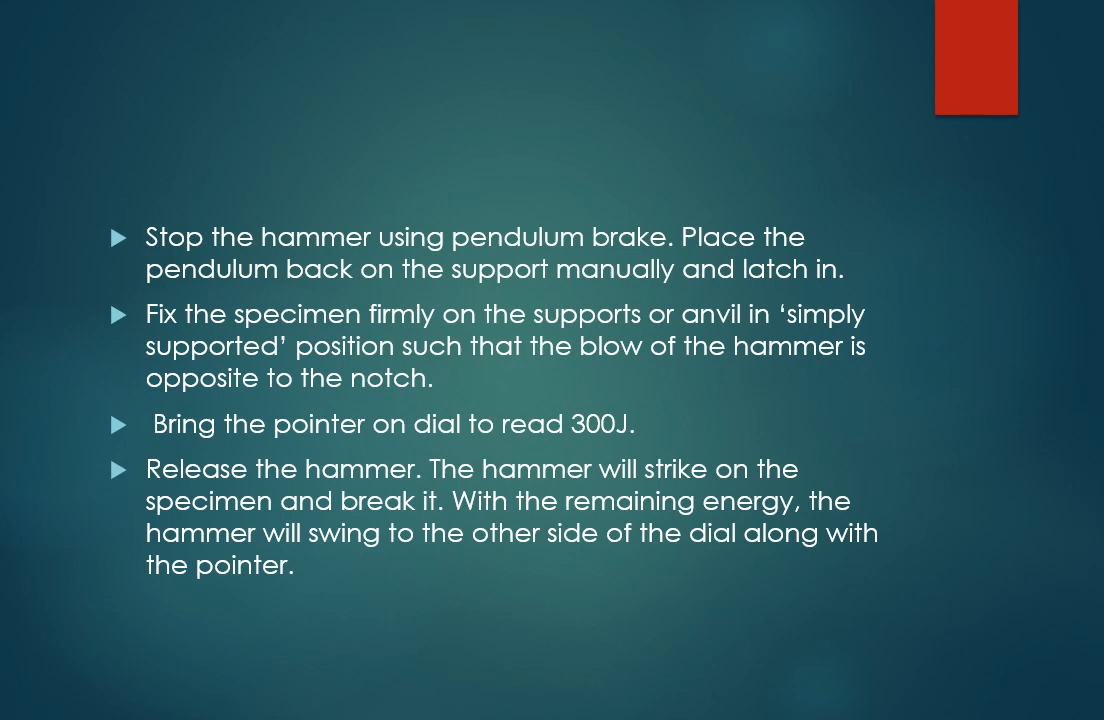 Stop the hammer using pendulum brake. Place the
pendulum back on the support manually and latch in.
Fix the specimen firmly on the supports or anvil in ‘simply
supported’ position such that the blow of the hammer is
opposite to the notch.
Bring the pointer on dial to read 300J.
Release the hammer. The hammer will strike on the
specimen and break it. With the remaining energy, the
hammer will swing to the other side of the dial along with
the pointer.